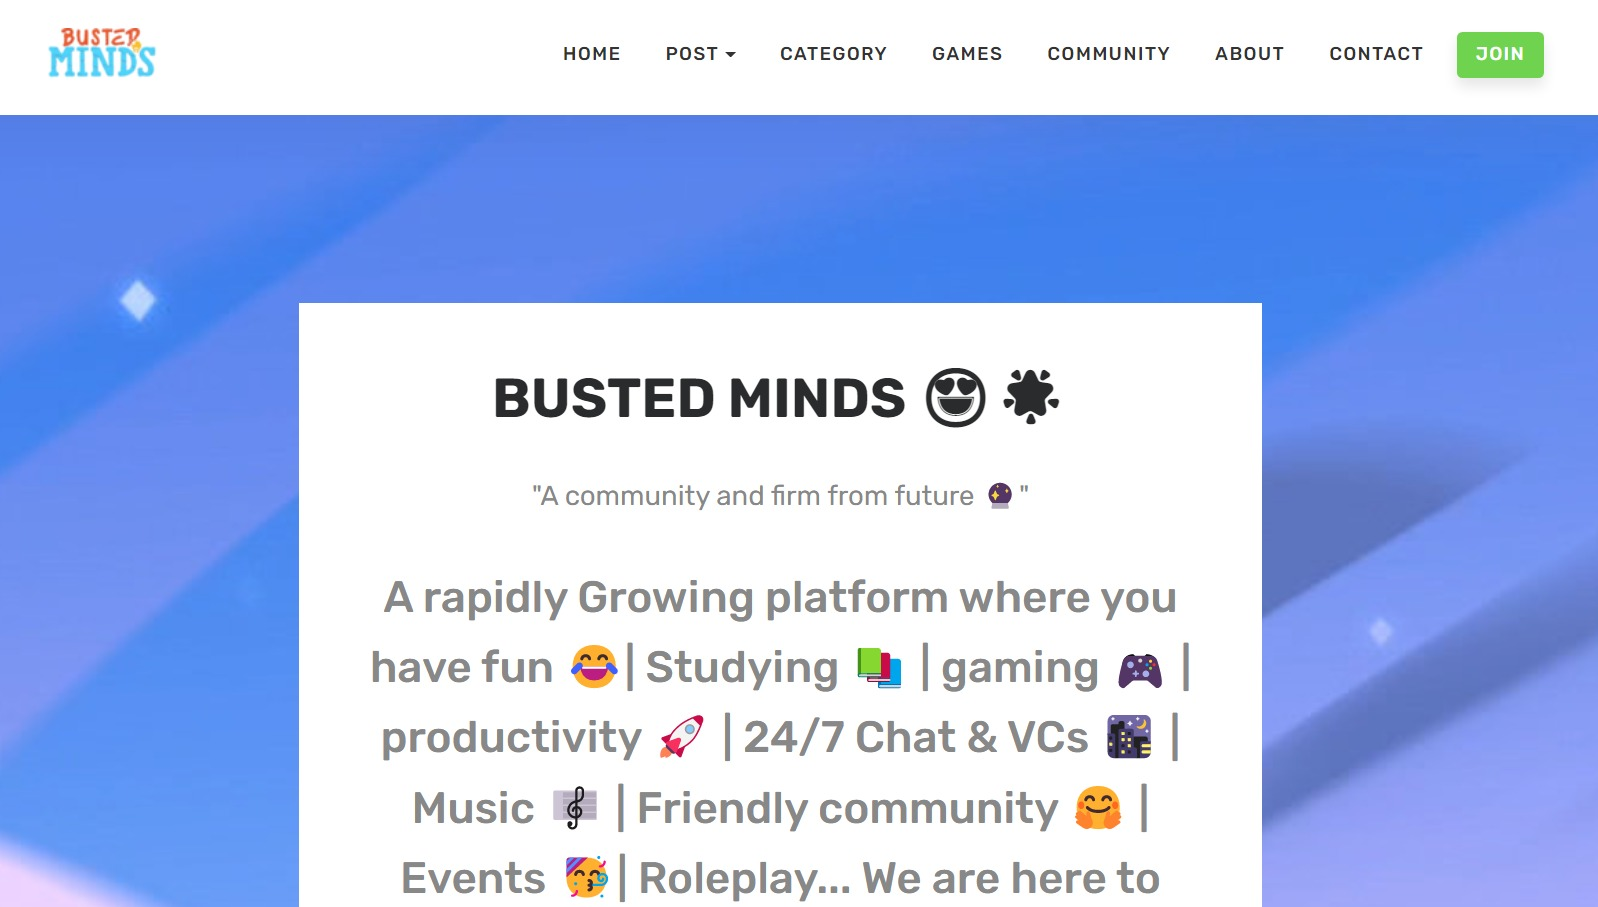 BUSTED
MINDS
HOME POST CATEGORY GAMES COMMUNITY ABOUT CONTACT JOIN
BUSTED MINDS 😍 🌟
"A community and firm from future 🔮"
A rapidly Growing platform where you
have fun 😂| Studying 📚 | gaming 🎮 |
productivity 🚀 | 24/7 Chat & VCs 🌃 |
Music 🎼 | Friendly community 🤗 |
Events 🥳| Roleplay... We are here to